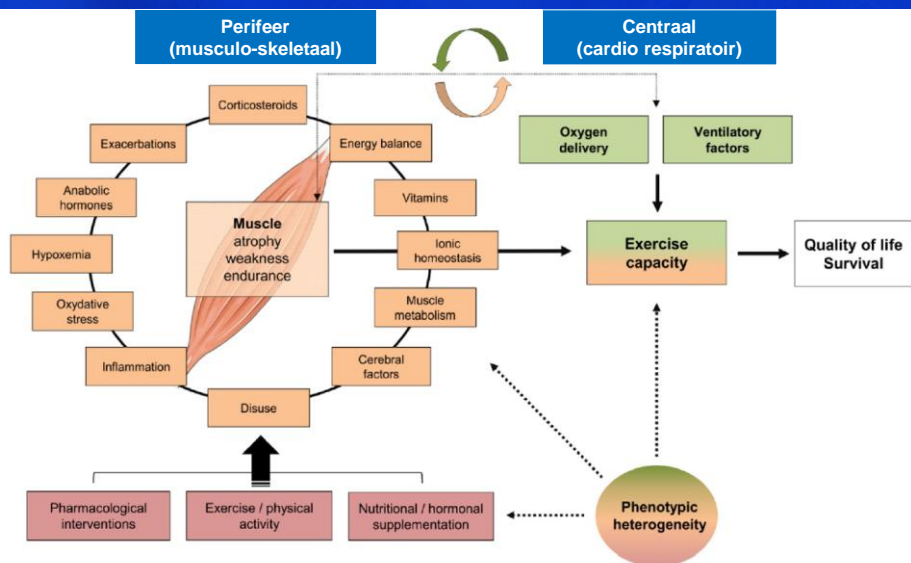 Perifeer
(musculo-skeletaal)
Centraal
(cardio respiratoir)
Corticosteroids
Exacerbations
Energy balance
Anabolic
hormones
Vitamins
Hypoxemia
Ionic
homeostasis
Oxydative
stress
Muscle
metabolism
Inflammation
Cerebral
factors
Disuse
Muscle
atrophy
weakness
endurance
Oxygen
delivery
Ventilatory
factors
Exercise
capacity
Quality of life
Survival
Pharmacological
interventions
Exercise / physical
activity
Nutritional / hormonal
supplementation
Phenotypic
heterogeneity